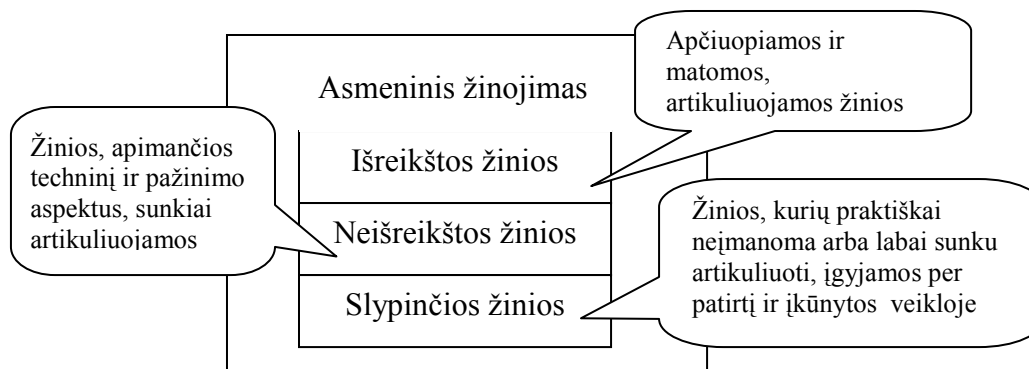 Asmeninis žinojimas
Apčiuopiamos ir
matomos,
artikuliuojamos žinios
Išreikštos žinios
Žinios, apimančios
techninį ir pažinimo
aspektus, sunkiai
artikuliuojamos
Neišreikštos žinios
Žinios, kurių praktiškai
neįmanoma arba labai sunku
artikuliuoti, įgyjamos per
patirtį ir įkūnytos veikloje
Slypinčios žinios